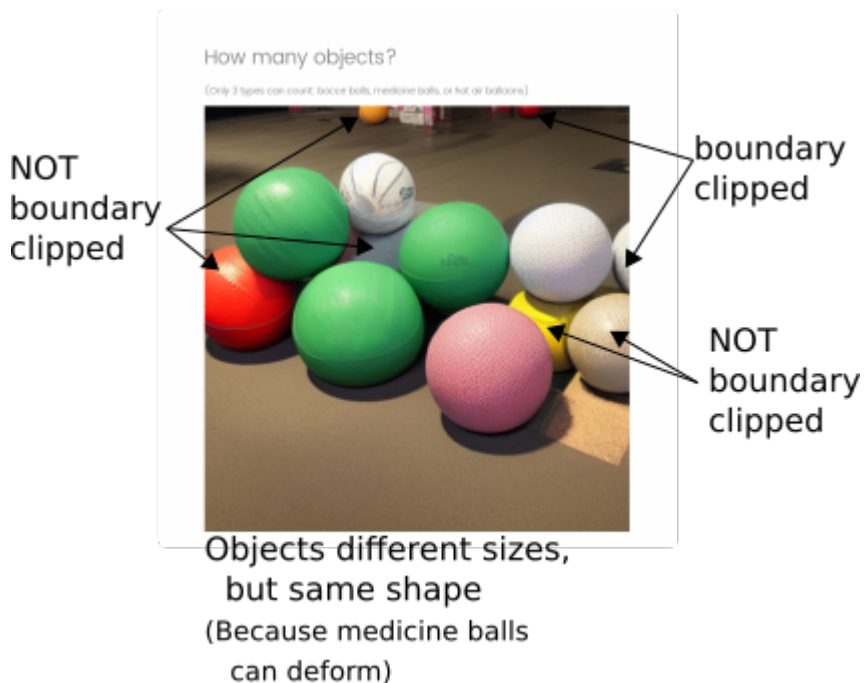 How many objects?
(Only 3 types can count: bocce balls, medicine balls, or hot air balloons)
NOT
boundary
clipped
boundary
clipped
NOT
boundary
clipped
Objects different sizes,
but same shape
(Because medicine balls
can deform)